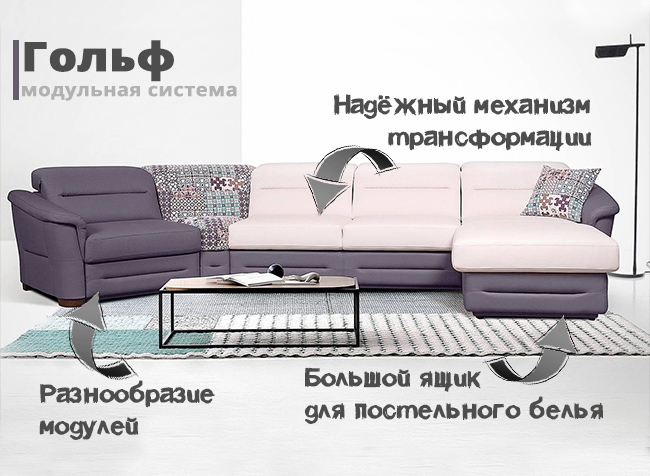 Гольф
модульная система
Надёжный механизм
трансформации
Разнообразие
модулей
Большой ящик
для постельного белья